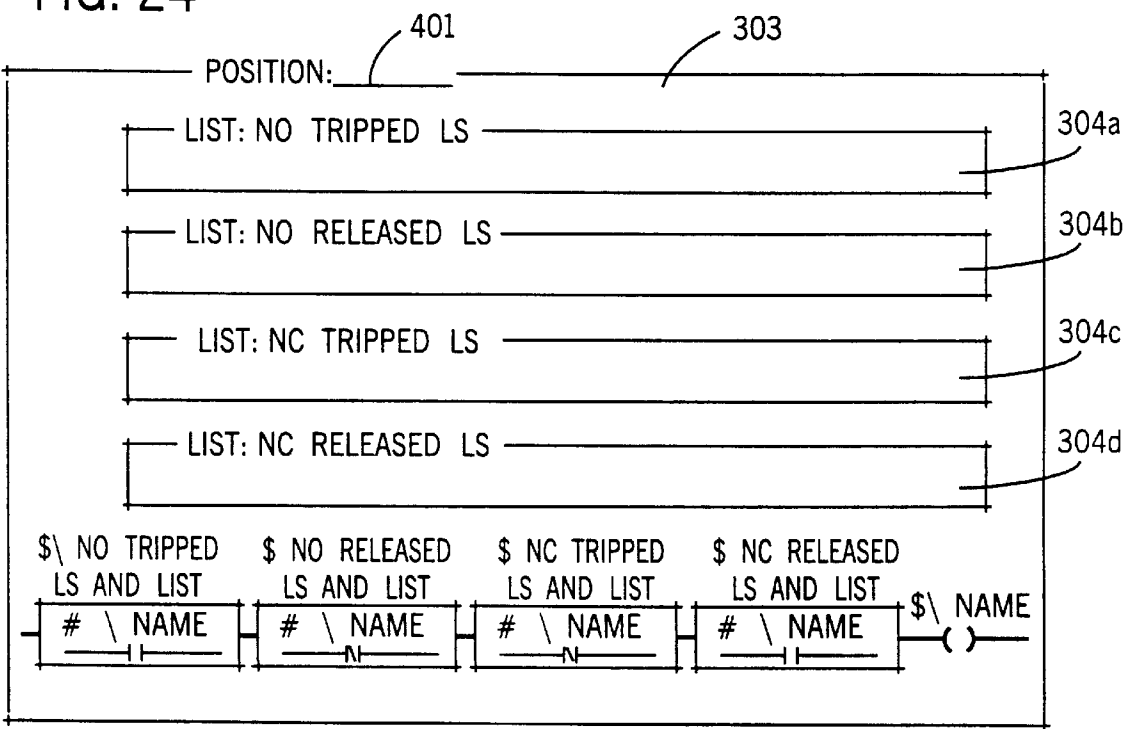 FIG. 24
401
303
POSITION:
LIST: NO TRIPPED LS
304a
LIST: NO RELEASED LS
304b
LIST: NC TRIPPED LS
304c
LIST: NC RELEASED LS
304d
$\ NO TRIPPED LS AND LIST
$ NO RELEASED LS AND LIST
$ NC TRIPPED LS AND LIST
$ NC RELEASED LS AND LIST
# \ NAME
# \ NAME
# \ NAME
# \ NAME
$\ NAME